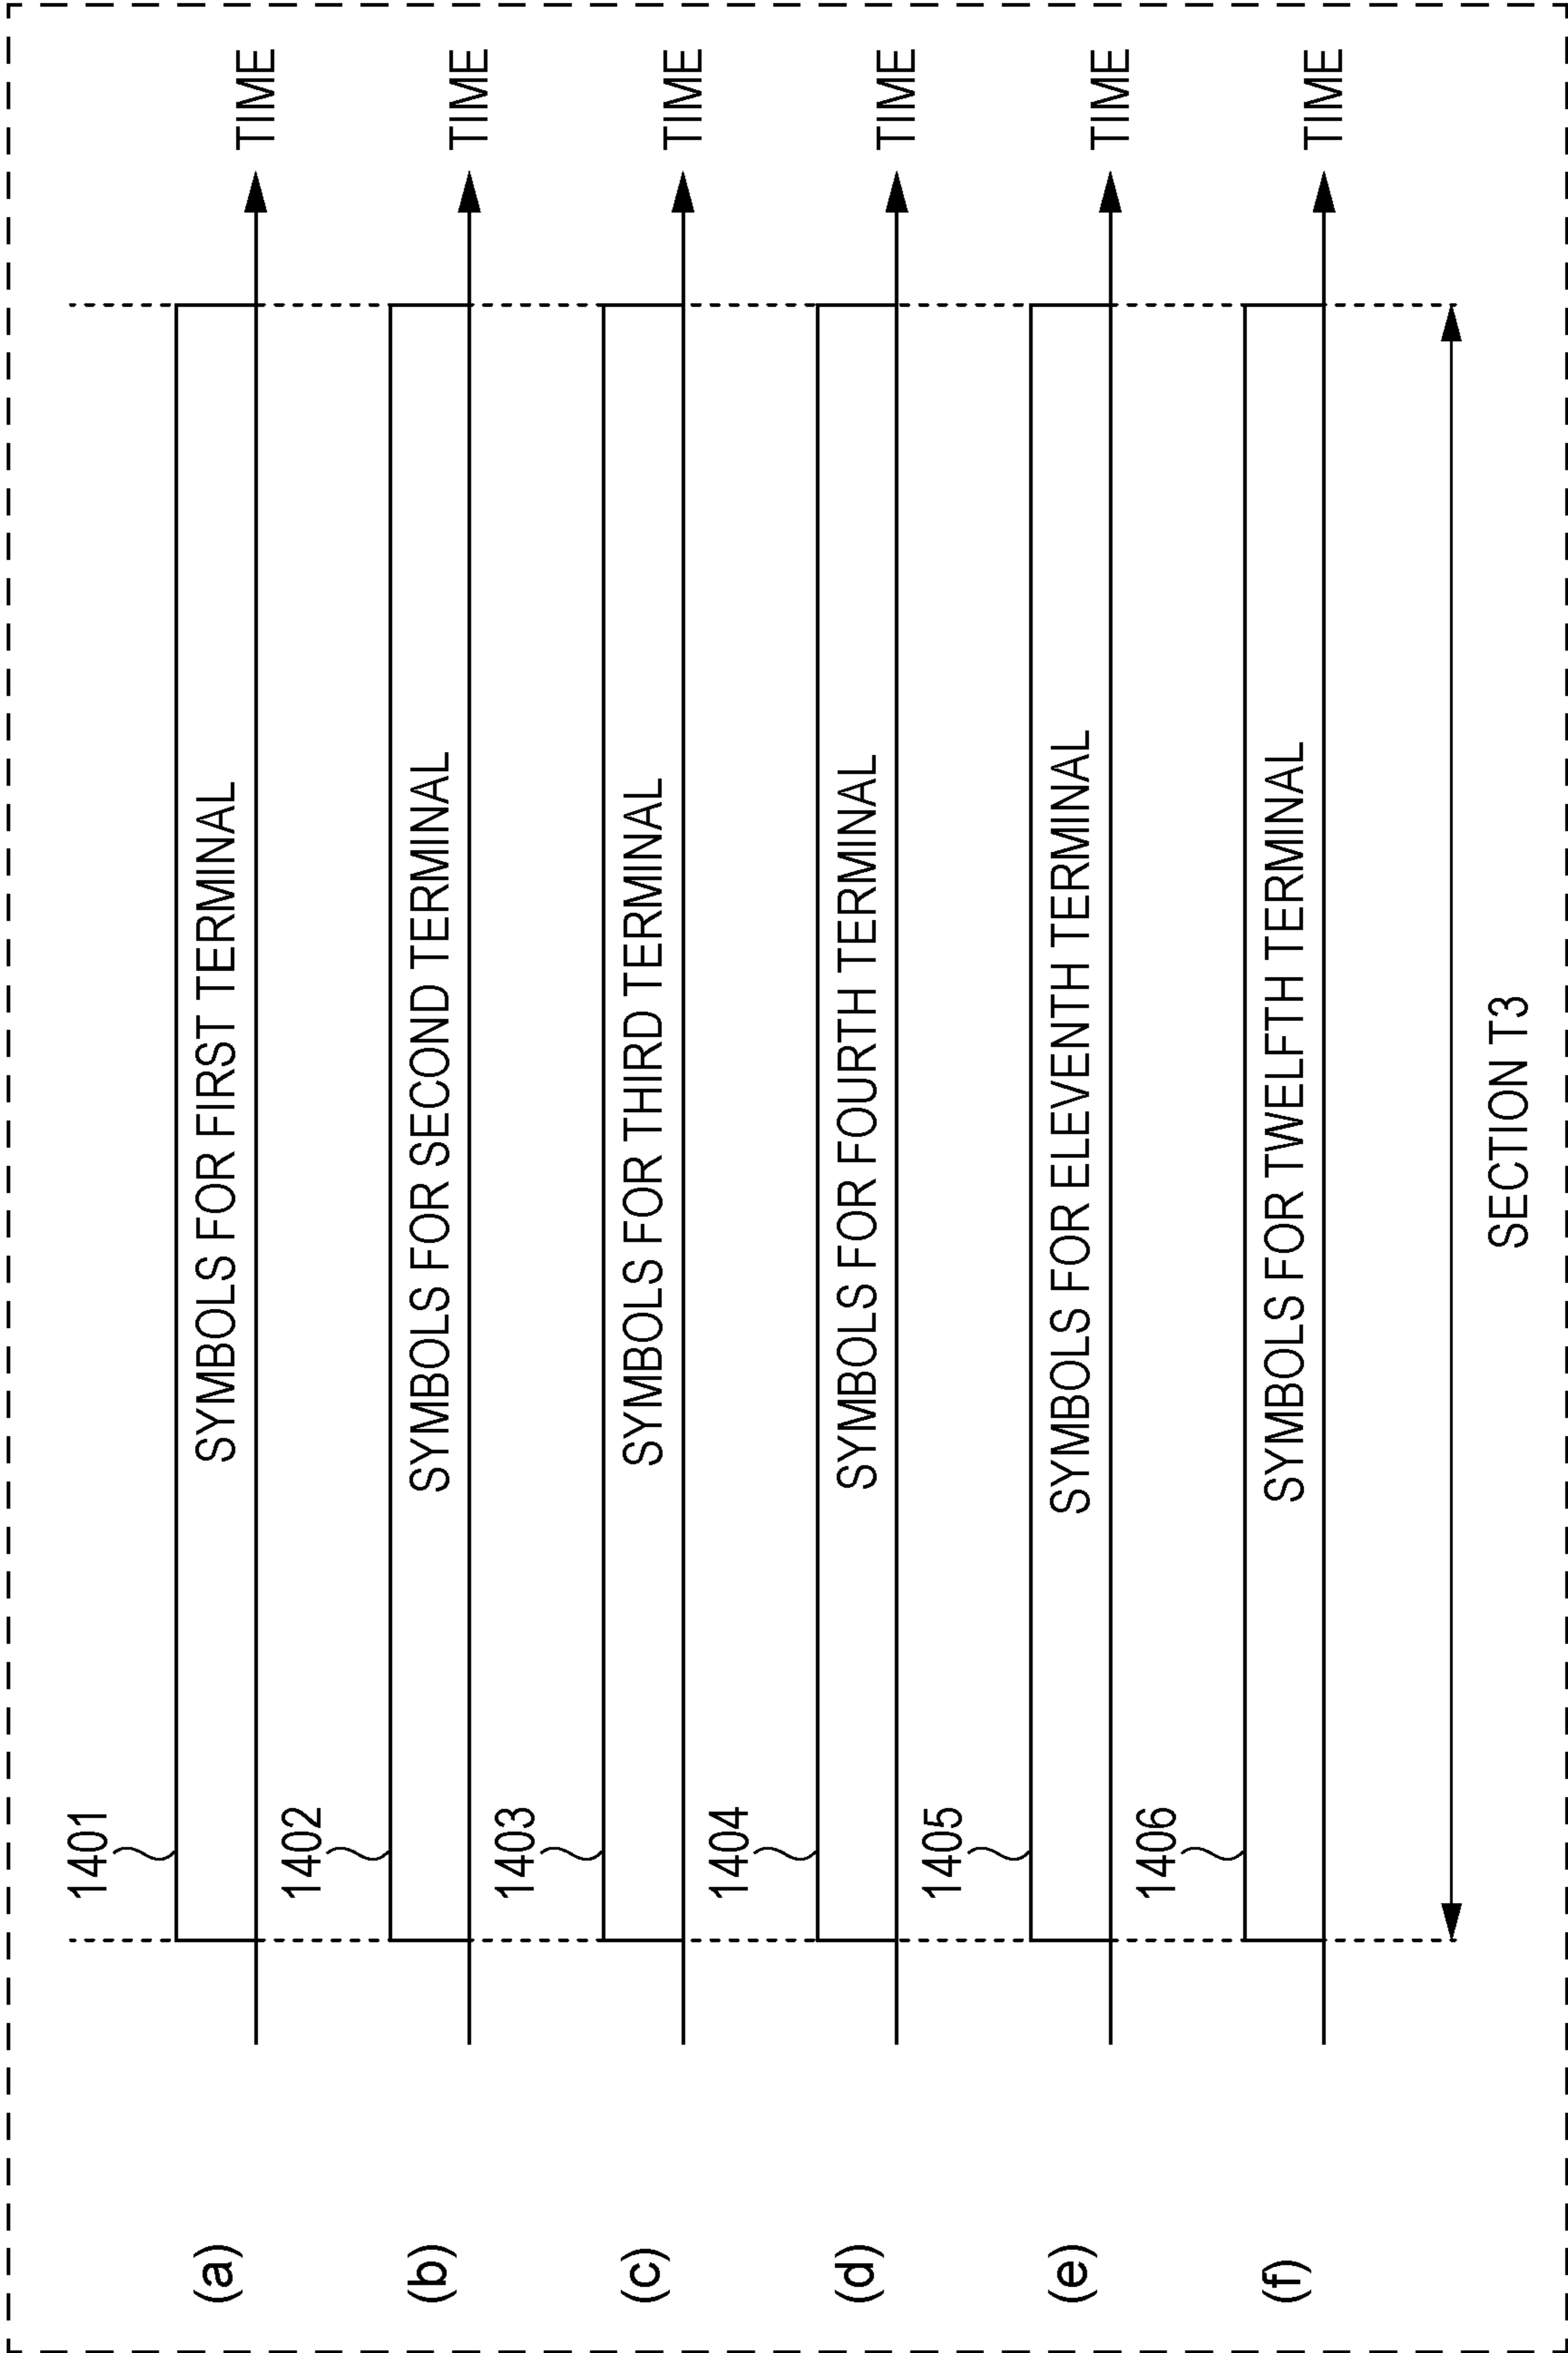 1401
(a)
SYMBOLS FOR FIRST TERMINAL
TIME
1402
(b)
SYMBOLS FOR SECOND TERMINAL
TIME
1403
(c)
SYMBOLS FOR THIRD TERMINAL
TIME
1404
(d)
SYMBOLS FOR FOURTH TERMINAL
TIME
1405
(e)
SYMBOLS FOR ELEVENTH TERMINAL
TIME
1406
(f)
SYMBOLS FOR TWELFTH TERMINAL
TIME
SECTION T3